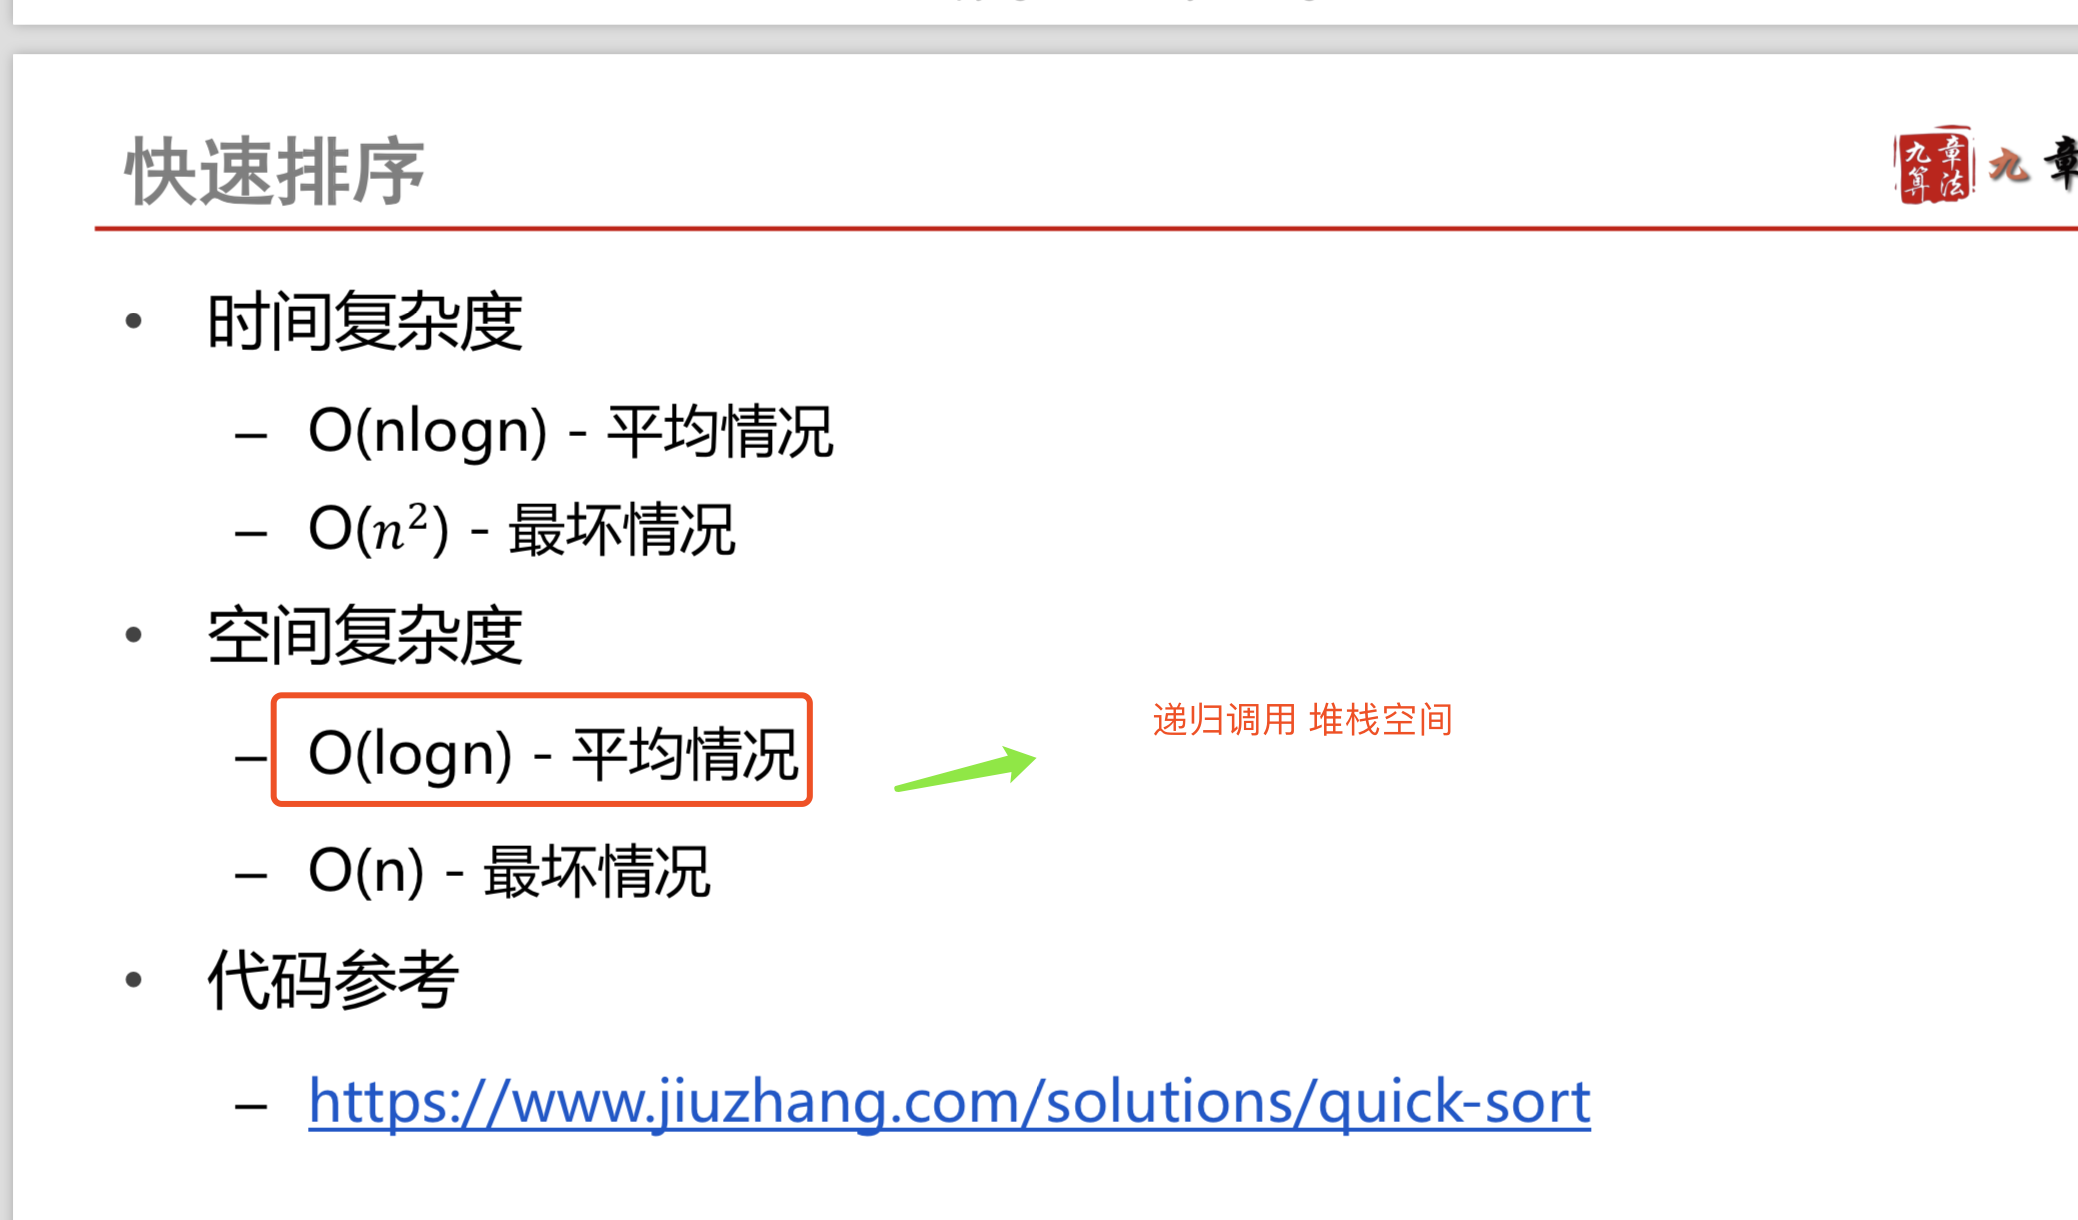 快速排序
九章算法 九章
• 时间复杂度
– O(nlogn) - 平均情况
– O(n²) - 最坏情况
• 空间复杂度
– O(logn) - 平均情况
递归调用 堆栈空间
– O(n) - 最坏情况
• 代码参考
– https://www.jiuzhang.com/solutions/quick-sort